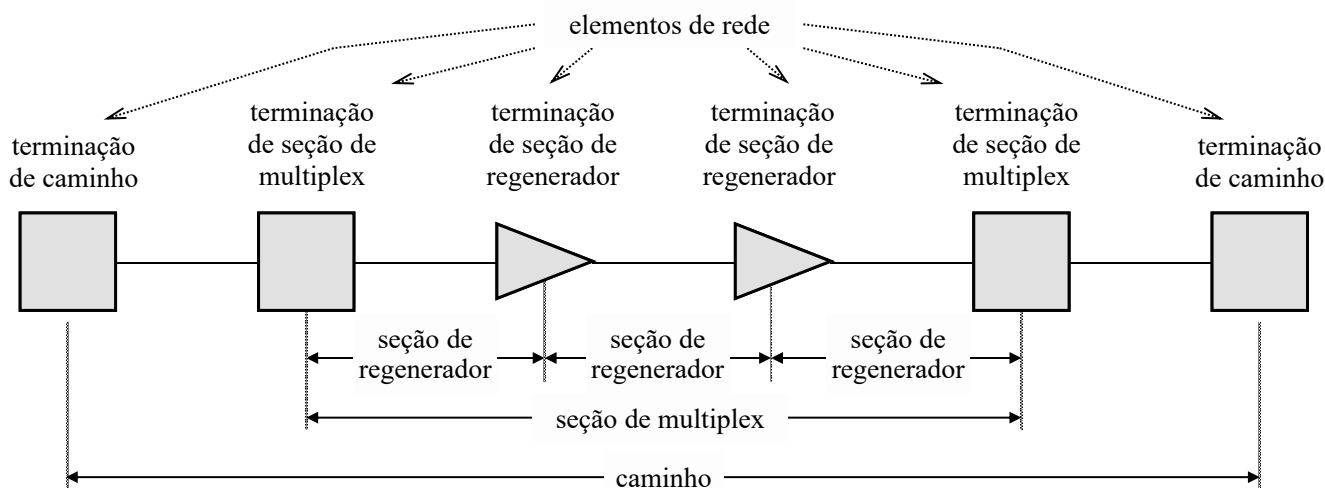 elementos de rede
terminação
de caminho
terminação
de seção de
multiplex
terminação
de seção de
regenerador
terminação
de seção de
regenerador
terminação
de seção de
multiplex
terminação
de caminho
seção de
regenerador
seção de
regenerador
seção de
regenerador
seção de multiplex
caminho